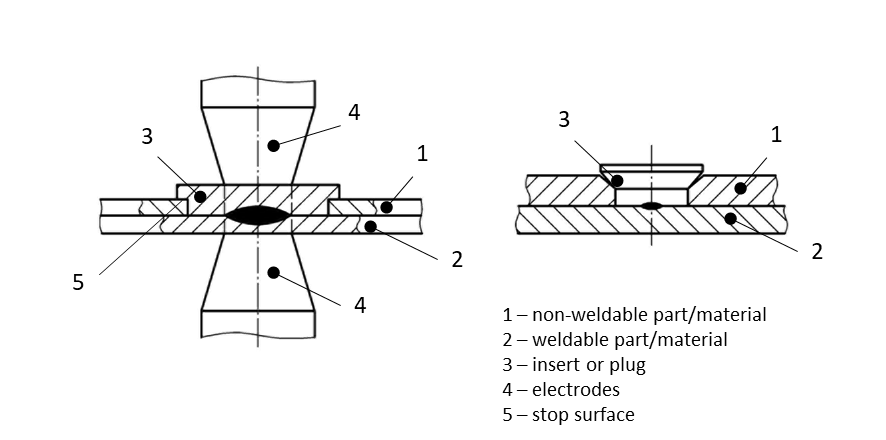 4
3
1
5
2
4
3
1
2
1 – non-weldable part/material
2 – weldable part/material
3 – insert or plug
4 – electrodes
5 – stop surface